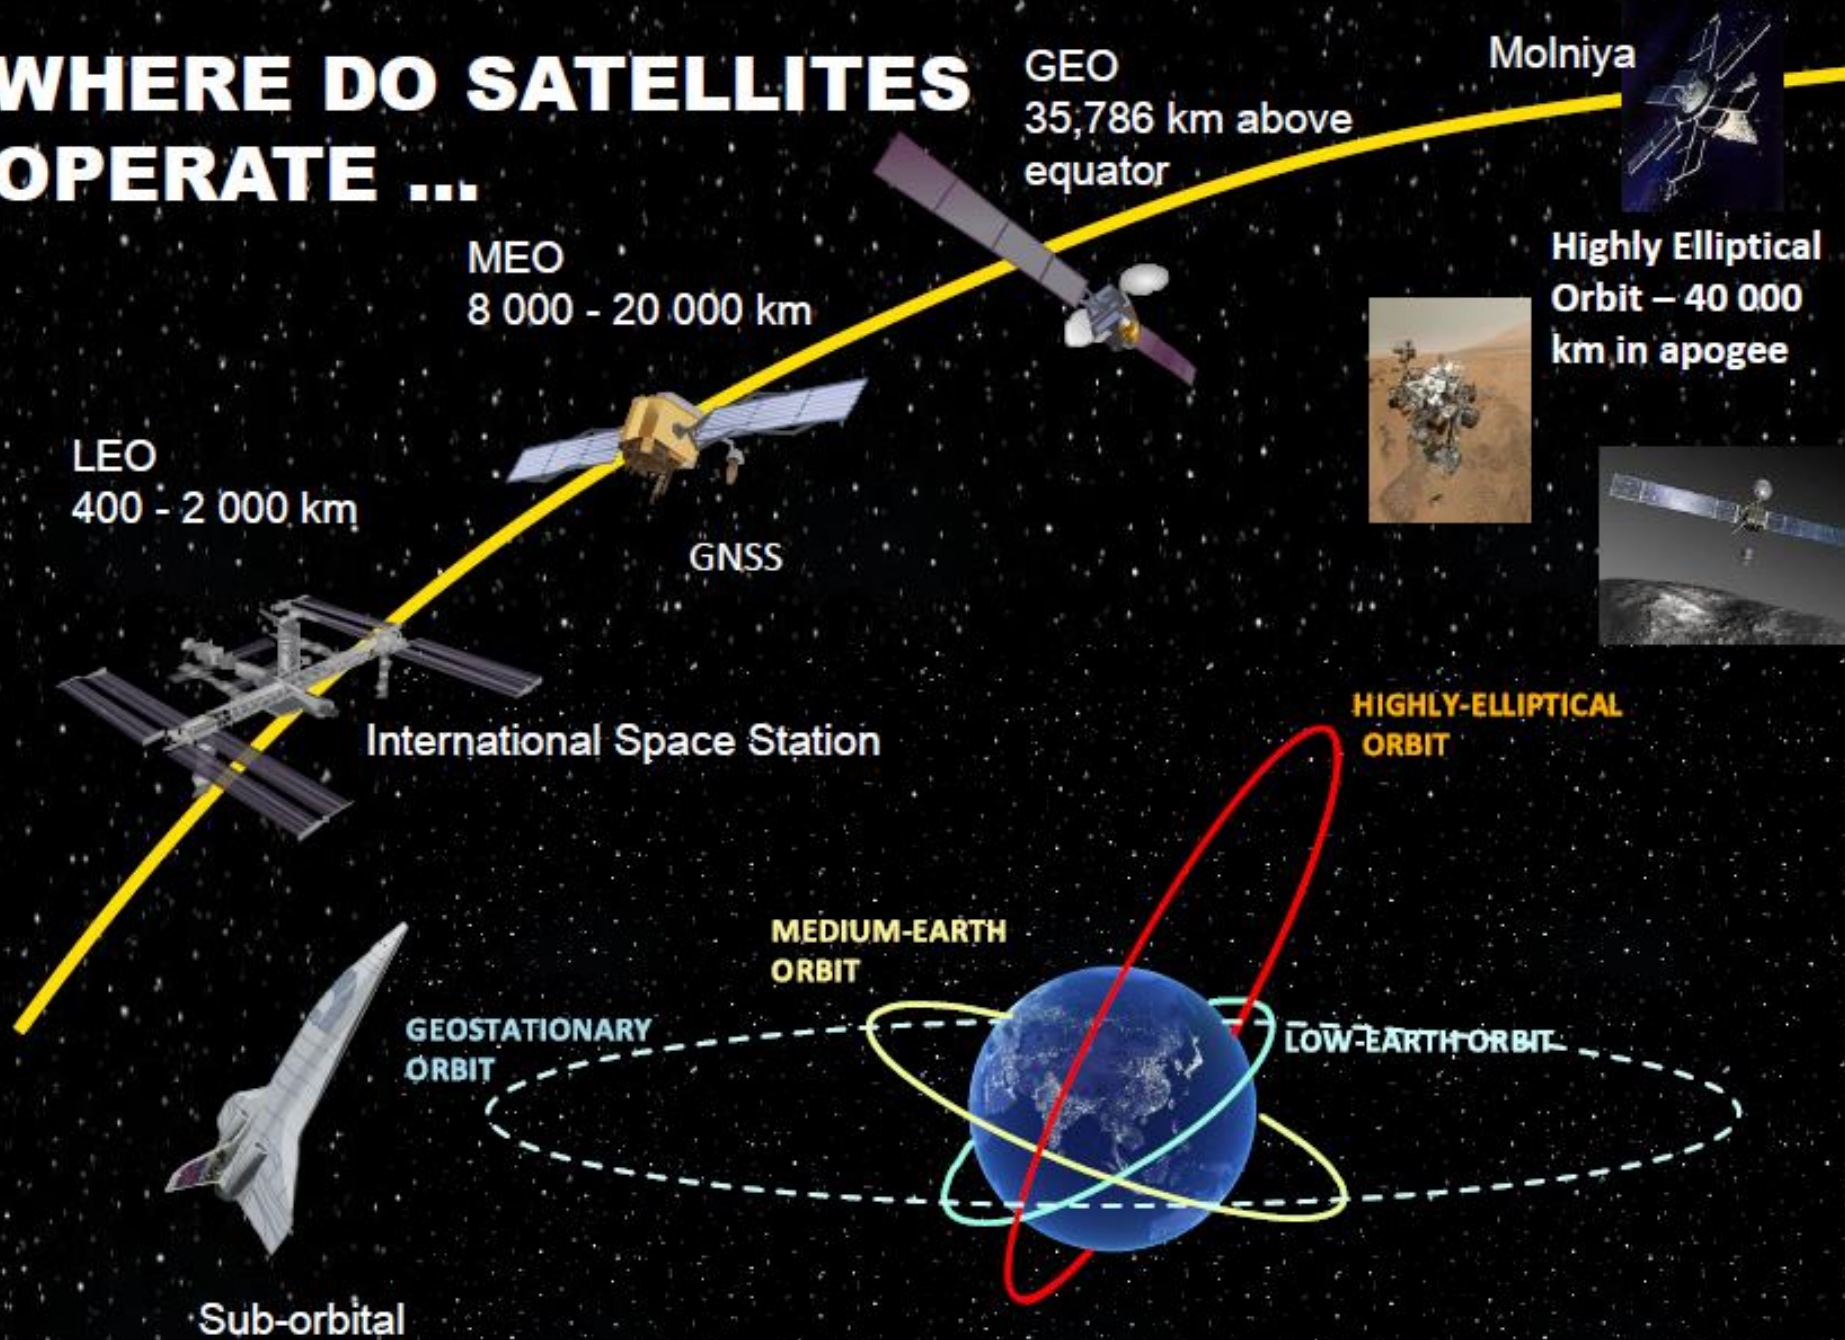 WHERE DO SATELLITES
OPERATE ...
GEO
35,786 km above
equator
Molniya
MEO
8 000 - 20 000 km
Highly Elliptical
Orbit – 40 000
km in apogee
LEO
400 - 2 000 km
GNSS
International Space Station
HIGHLY-ELLIPTICAL
ORBIT
MEDIUM-EARTH
ORBIT
GEOSTATIONARY
ORBIT
LOW-EARTH ORBIT
Sub-orbital